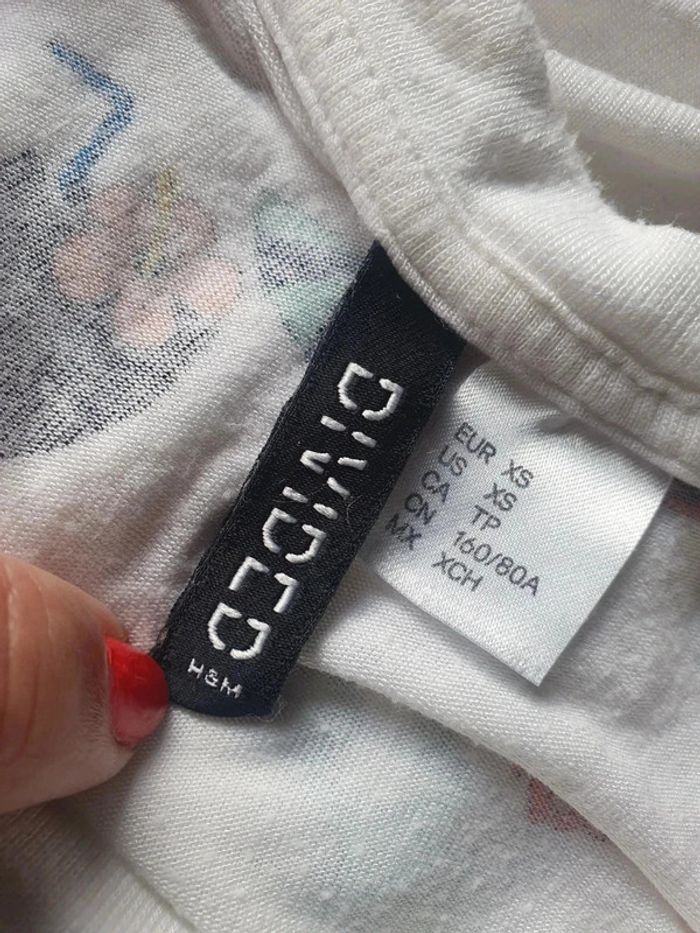 DIVIDED
H&M
EUR XS
US XS
CA TP
CN 160/80A
MX XCH